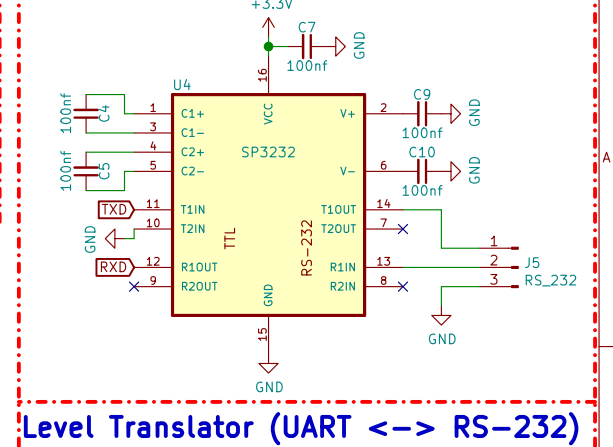 +3.3V
C7
100nf
GND
16
U4
VCC
100nf
C4
1
C1+
3
C1-
4
C2+
5
C2-
100nf
C5
SP3232
V+
2
C9
100nf
GND
V-
6
C10
100nf
GND
TXD
11
T1IN
10
T2IN
GND
TTL
RS-232
T1OUT
14
T2OUT
7
RXD
12
R1OUT
9
R2OUT
R1IN
13
R2IN
8
1
2
3
J5
RS_232
GND
GND
15
GND
A
Level Translator (UART <-> RS-232)